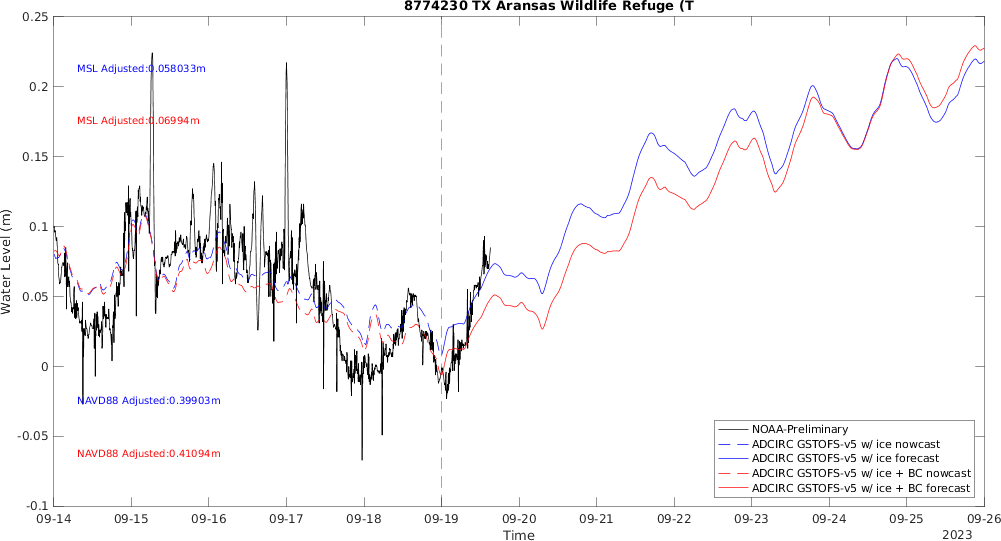 8774230 TX Aransas Wildlife Refuge (T
0.25
0.2
0.15
0.1
0.05
0
-0.05
-0.1
Water Level (m)
MSL Adjusted:0.058033m
MSL Adjusted:0.06994m
NAVD88 Adjusted:0.39903m
NAVD88 Adjusted:0.41094m
NOAA-Preliminary
ADCIRC GSTOFS-v5 w/ ice nowcast
ADCIRC GSTOFS-v5 w/ ice forecast
ADCIRC GSTOFS-v5 w/ ice + BC nowcast
ADCIRC GSTOFS-v5 w/ ice + BC forecast
09-14 09-15 09-16 09-17 09-18 09-19 09-20 09-21 09-22 09-23 09-24 09-25 09-26
Time
2023